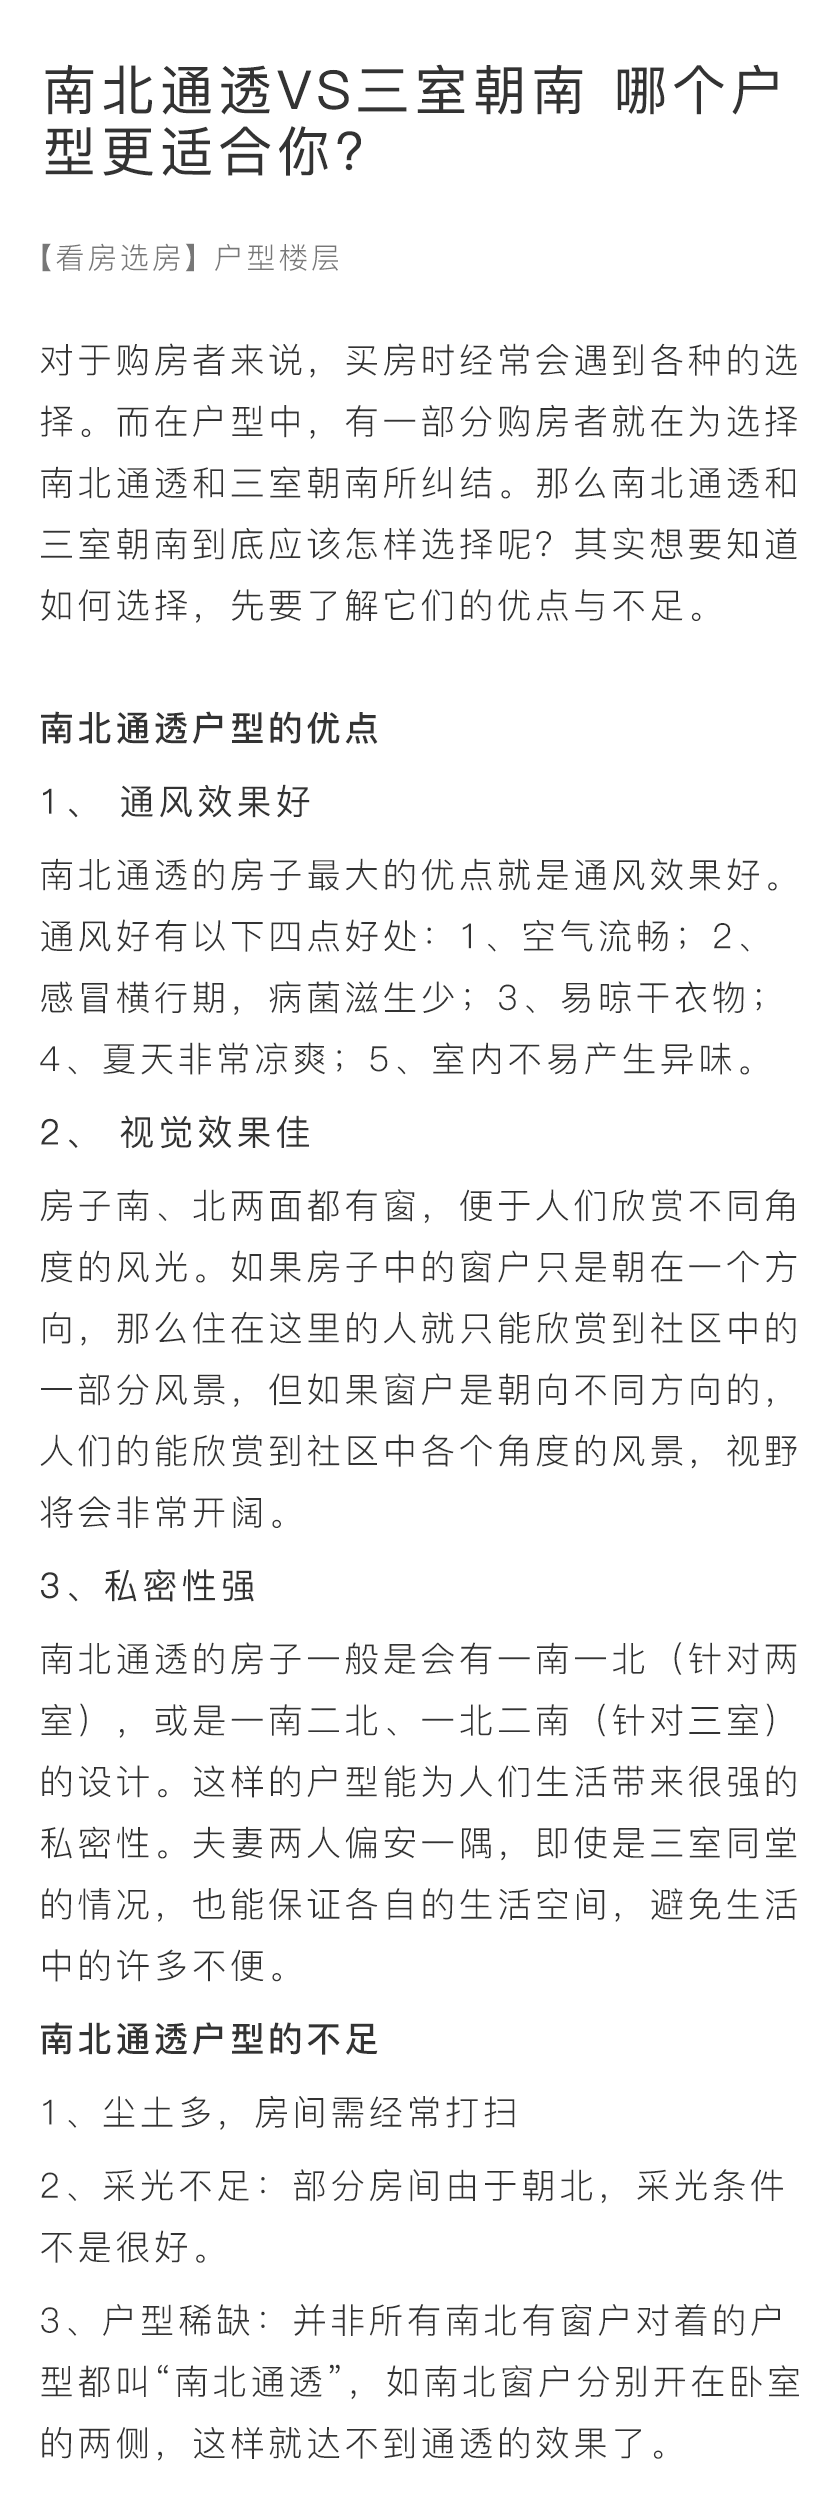 南北通透VS三室朝南 哪个户
型更适合你？
【看房选房】户型楼层
对于购房者来说，买房时经常会遇到各种的选
择。而在户型中，有一部分购房者就在为选择
南北通透和三室朝南所纠结。那么南北通透和
三室朝南到底应该怎样选择呢？其实想要知道
如何选择，先要了解它们的优点与不足。
南北通透户型的优点
1、 通风效果好
南北通透的房子最大的优点就是通风效果好。
通风好有以下四点好处：1、空气流畅；2、
感冒横行期，病菌滋生少；3、易晾干衣物；
4、夏天非常凉爽；5、室内不易产生异味。
2、 视觉效果佳
房子南、北两面都有窗，便于人们欣赏不同角
度的风光。如果房子中的窗户只是朝在一个方
向，那么住在这里的人就只能欣赏到社区中的
一部分风景，但如果窗户是朝向不同方向的，
人们的能欣赏到社区中各个角度的风景，视野
将会非常开阔。
3、私密性强
南北通透的房子一般是会有一南一北（针对两
室），或是一南二北、一北二南（针对三室）
的设计。这样的户型能为人们生活带来很强的
私密性。夫妻两人偏安一隅，即使是三室同堂
的情况，也能保证各自的生活空间，避免生活
中的许多不便。
南北通透户型的不足
1、尘土多，房间需经常打扫
2、采光不足：部分房间由于朝北，采光条件
不是很好。
3、户型稀缺：并非所有南北有窗户对着的户
型都叫“南北通透”，如南北窗户分别开在卧室
的两侧，这样就达不到通透的效果了。